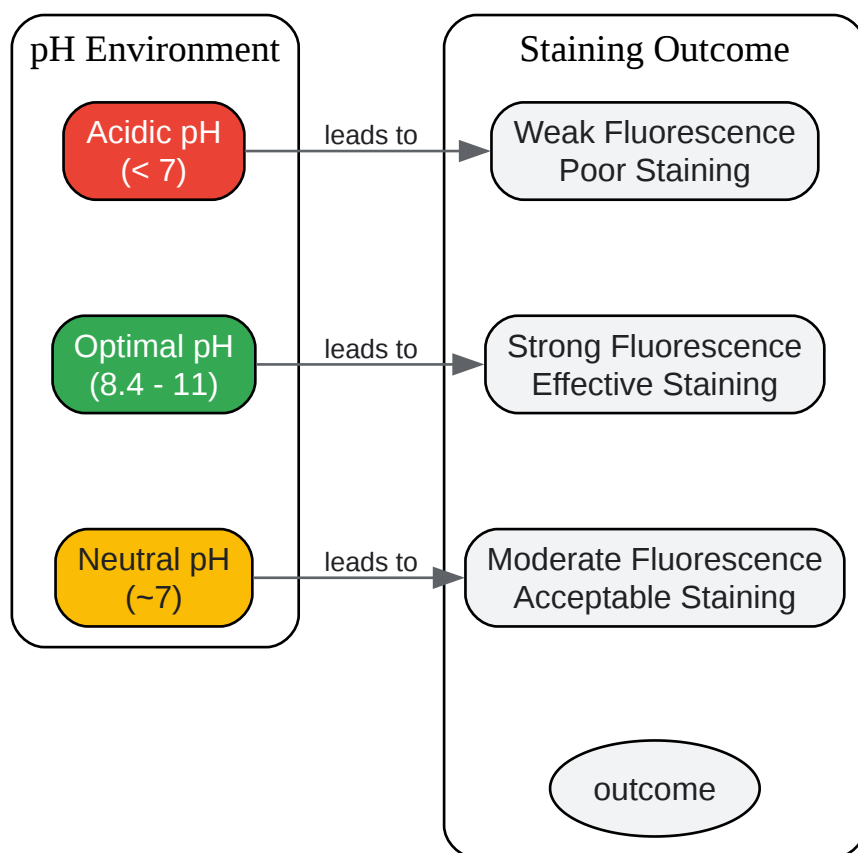 pH Environment
Staining Outcome
Acidic pH
(< 7)
leads to
Weak Fluorescence
Poor Staining
Optimal pH
(8.4 - 11)
leads to
Strong Fluorescence
Effective Staining
Neutral pH
(~7)
leads to
Moderate Fluorescence
Acceptable Staining
outcome